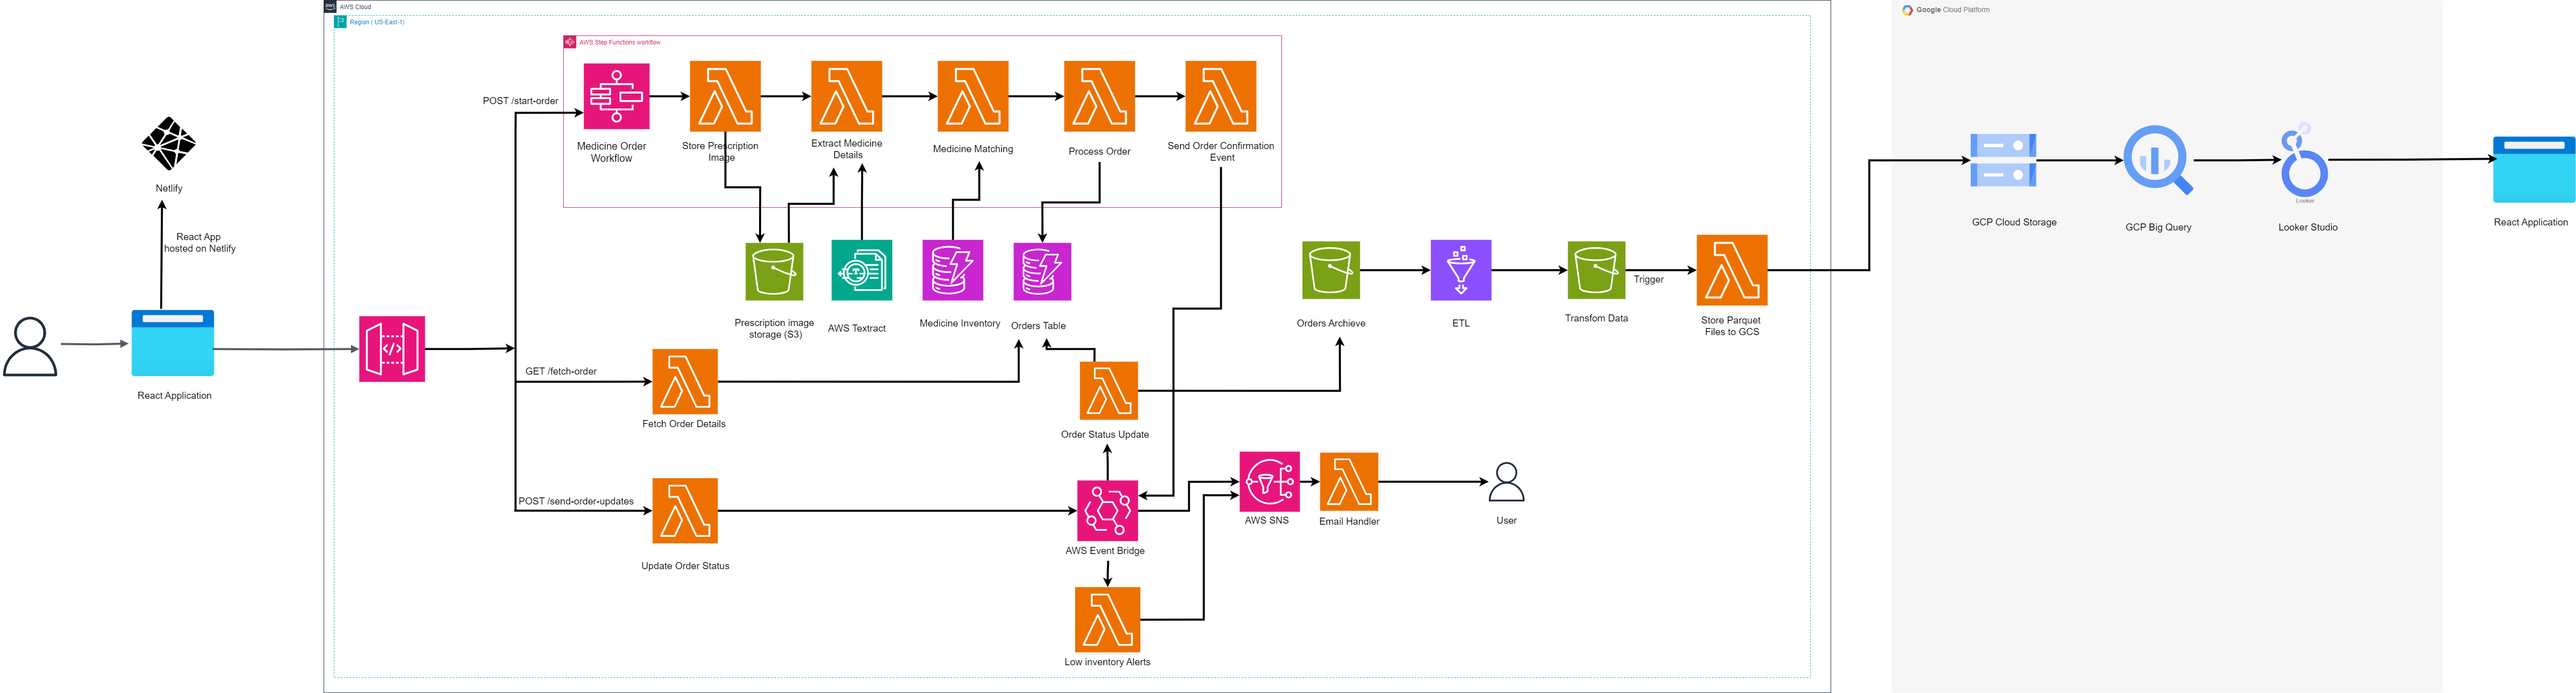 aws
AWS Cloud
Region ( US-East-1)
Google Cloud Platform
AWS Step Functions workflow
POST /start-order
Medicine Order
Workflow
Store Prescription
Image
Extract Medicine
Details
Medicine Matching
Process Order
Send Order Confirmation
Event
Netlify
React App
hosted on Netlify
React Application
Prescription image
storage (S3)
AWS Textract
Medicine Inventory
Orders Table
Orders Archieve
ETL
Transfom Data
Trigger
Store Parquet
Files to GCS
GCP Cloud Storage
GCP Big Query
Looker
Looker Studio
React Application
</>
GET /fetch-order
Fetch Order Details
Order Status Update
POST /send-order-updates
Update Order Status
AWS Event Bridge
AWS SNS
Email Handler
User
Low inventory Alerts